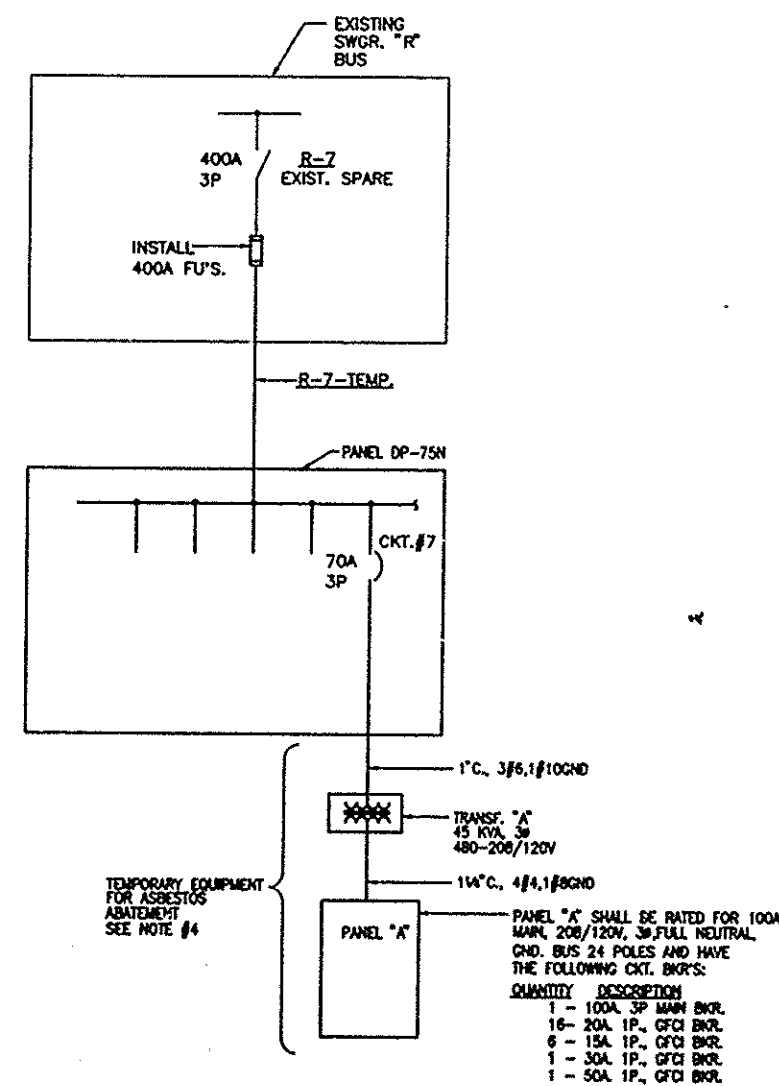 EXISTING
SWGR. "R"
BUS
400A
3P
R-7
EXIST. SPARE
INSTALL
400A FU'S.
R-7-TEMP.
PANEL DP-75N
CKT.#7
70A
3P
1"C., 3#6,1#10GND
TRANSF. "A"
45 KVA, 3ø
480-208/120V
1¼"C., 4#4,1#8GND
TEMPORARY EQUIPMENT
FOR ASBESTOS
ABATEMENT
SEE NOTE #4
PANEL "A"
PANEL "A" SHALL BE RATED FOR 100A
MAIN, 208/120V, 3ø,FULL NEUTRAL,
GND. BUS 24 POLES AND HAVE
THE FOLLOWING CKT. BKR'S:
QUANTITY DESCRIPTION
1 - 100A, 3P MAIN BKR.
16- 20A, 1P., GFCI BKR.
6 - 15A, 1P., GFCI BKR.
1 - 30A, 1P., GFCI BKR.
1 - 50A, 1P., GFCI BKR.